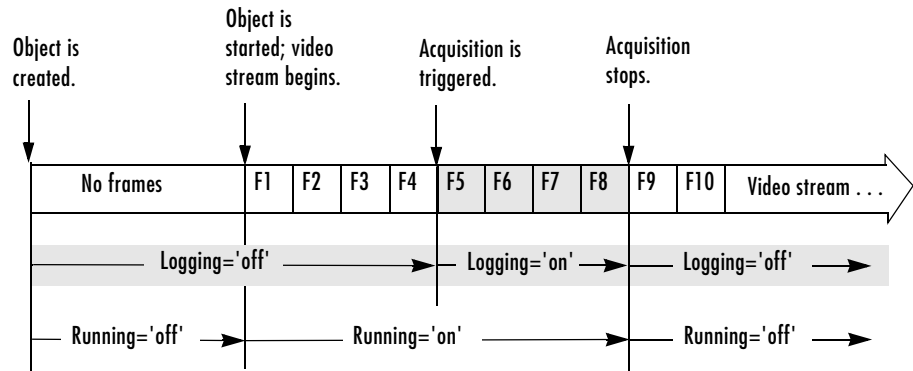 Object is
created.
Object is
started; video
stream begins.
Acquisition is
triggered.
Acquisition
stops.
No frames
F1
F2
F3
F4
F5
F6
F7
F8
F9
F10
Video stream . . .
Logging='off'
Logging='on'
Logging='off'
Running='off'
Running='on'
Running='off'